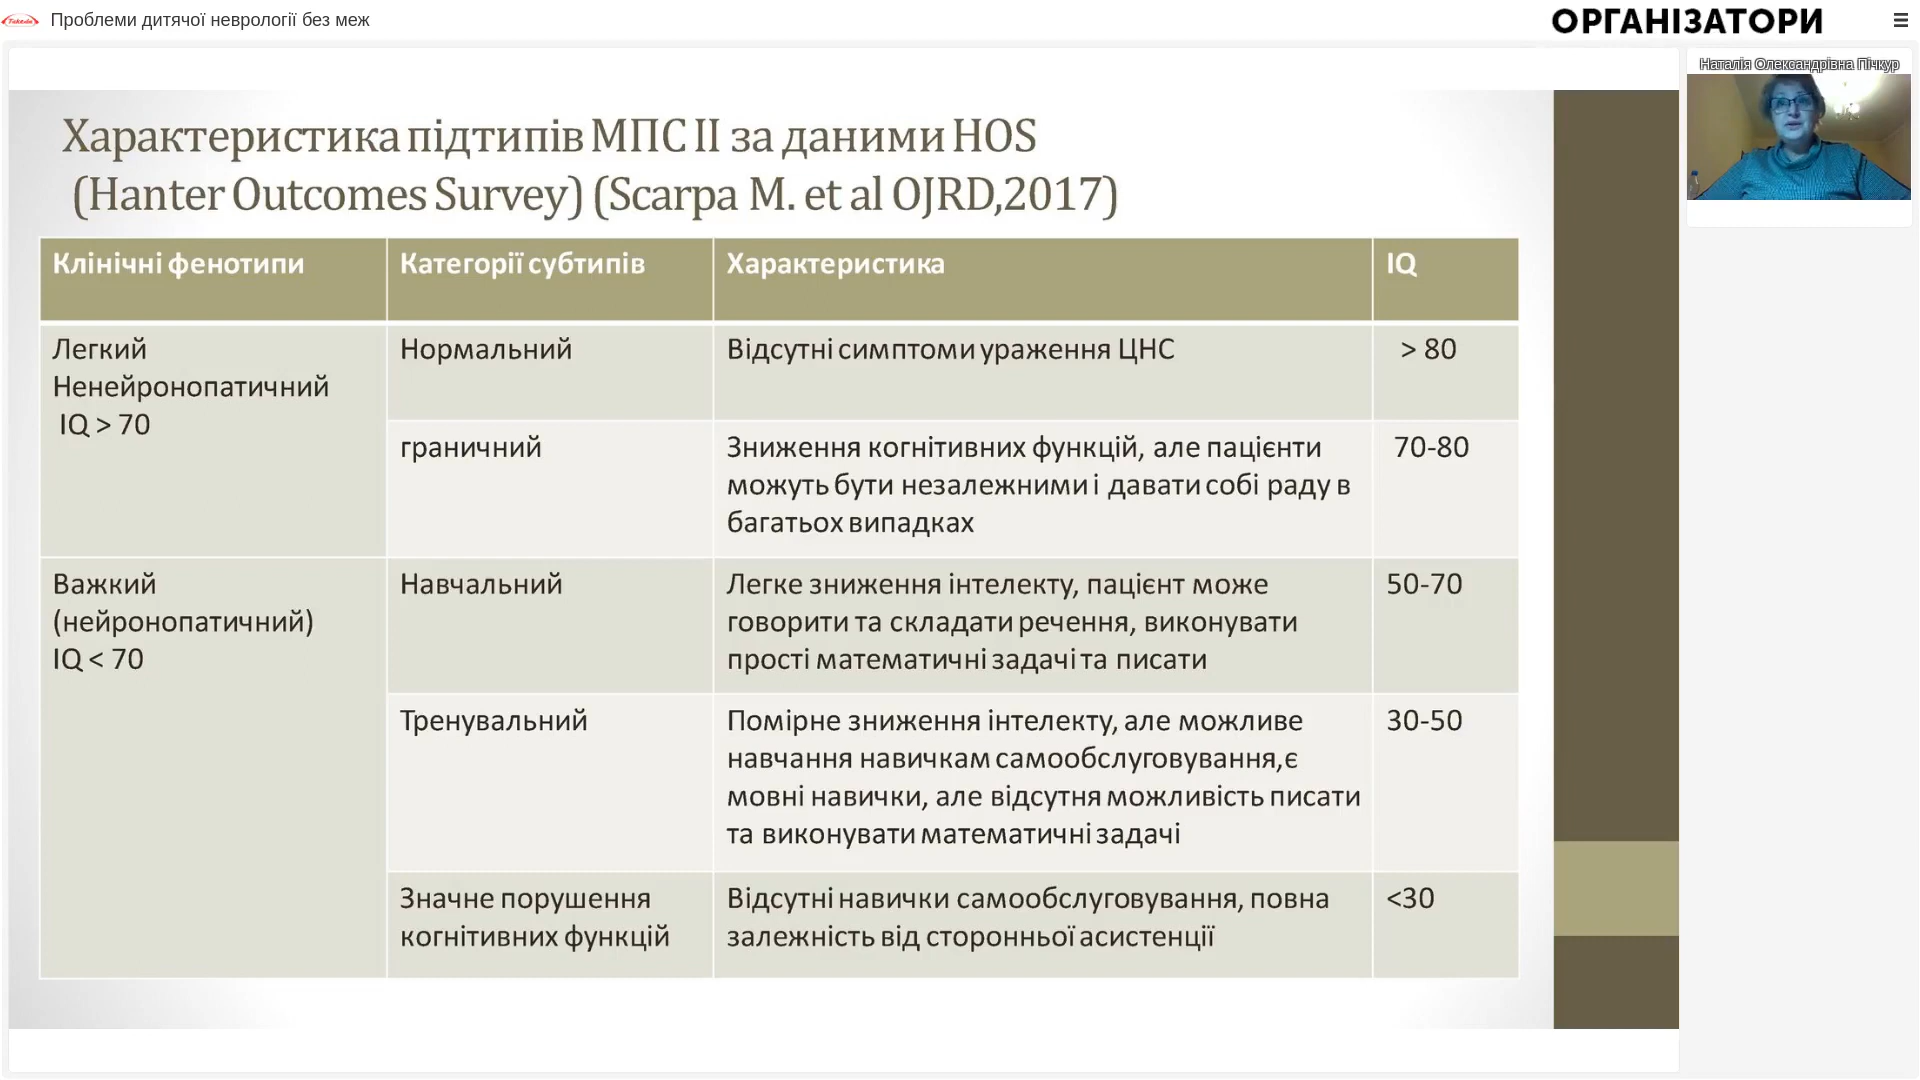 Takeda
Проблеми дитячої неврології без меж
ОРГАНІЗАТОРИ
Наталія Олександрівна Пічкур
Характеристика підтипів МПС ІІ за даними HOS
(Hanter Outcomes Survey) (Scarpa M. et al OJRD,2017)
Клінічні фенотипи
Категорії субтипів
Характеристика
IQ
Легкий
Ненейронопатичний
IQ > 70
Нормальний
Відсутні симптоми ураження ЦНС
> 80
граничний
Зниження когнітивних функцій, але пацієнти
можуть бути незалежними і давати собі раду в
багатьох випадках
70-80
Важкий
(нейронопатичний)
IQ < 70
Навчальний
Легке зниження інтелекту, пацієнт може
говорити та складати речення, виконувати
прості математичні задачі та писати
50-70
Тренувальний
Помірне зниження інтелекту, але можливе
навчання навичкам самообслуговування,є
мовні навички, але відсутня можливість писати
та виконувати математичні задачі
30-50
Значне порушення
когнітивних функцій
Відсутні навички самообслуговування, повна
залежність від сторонньої асистенції
<30